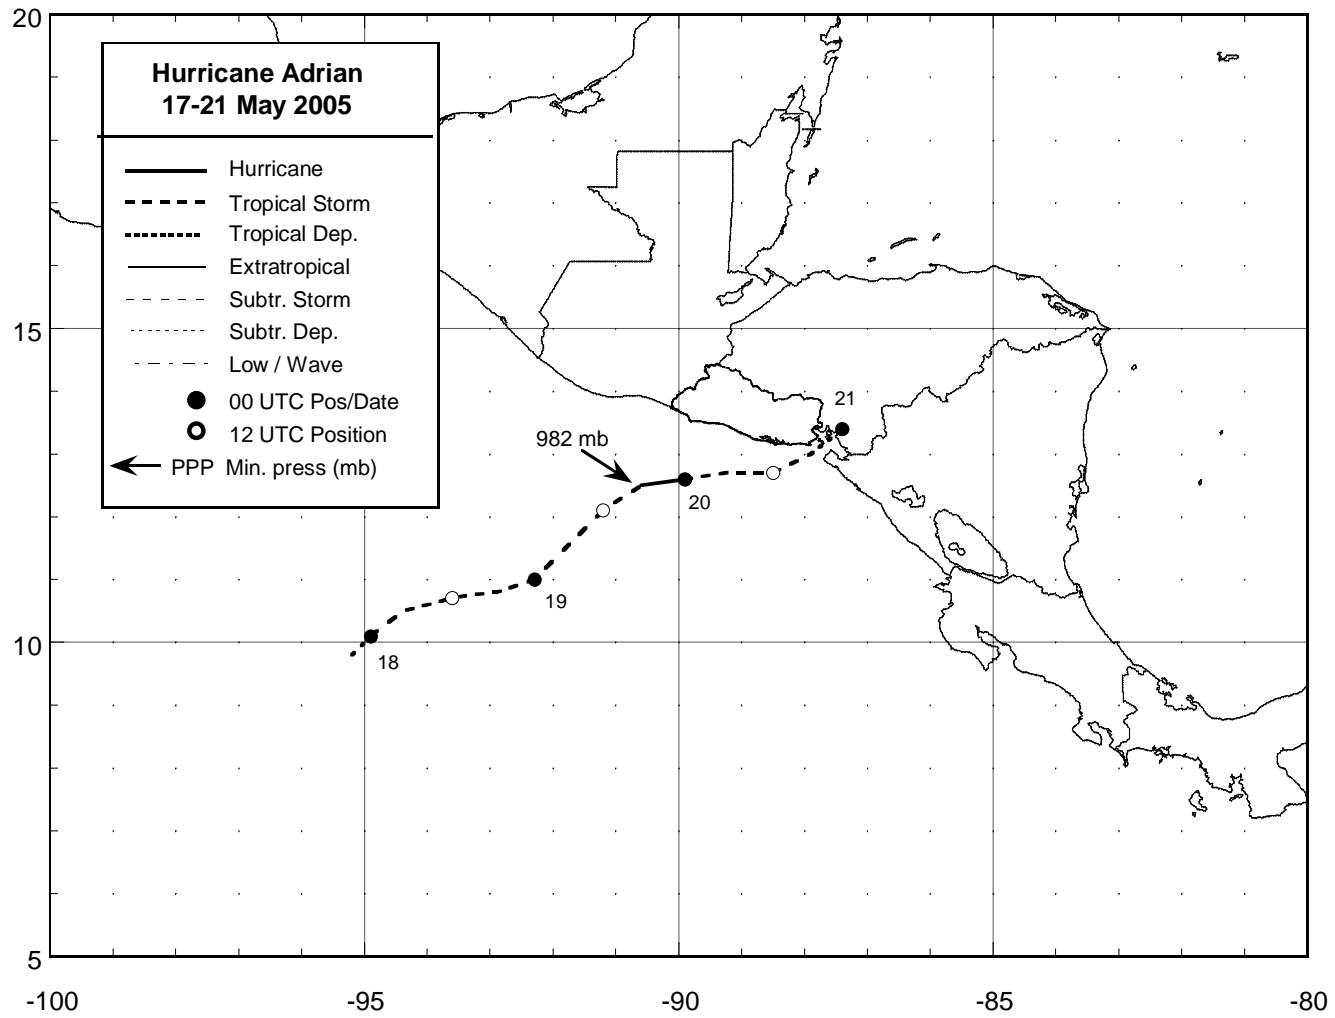 20
Hurricane Adrian
17-21 May 2005
Hurricane
Tropical Storm
Tropical Dep.
Extratropical
Subtr. Storm
15
Subtr. Dep.
Low / Wave
00 UTC Pos/Date
21
12 UTC Position
982 mb
PPP Min. press (mb)
20
19
10
18
5
-100
-95
-90
-85
-80